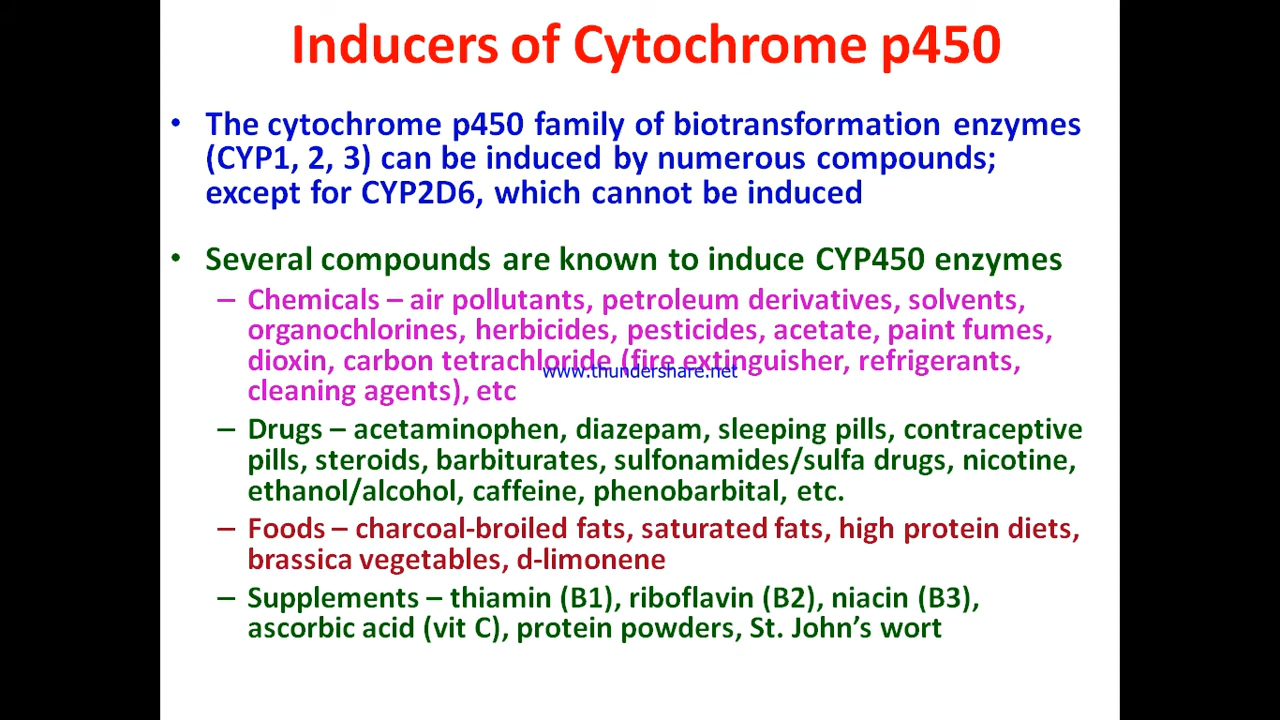 Inducers of Cytochrome p450
• The cytochrome p450 family of biotransformation enzymes
(CYP1, 2, 3) can be induced by numerous compounds;
except for CYP2D6, which cannot be induced
• Several compounds are known to induce CYP450 enzymes
– Chemicals – air pollutants, petroleum derivatives, solvents,
organochlorines, herbicides, pesticides, acetate, paint fumes,
dioxin, carbon tetrachloride (fire extinguisher, refrigerants,
www.thundershare.net
cleaning agents), etc
– Drugs – acetaminophen, diazepam, sleeping pills, contraceptive
pills, steroids, barbiturates, sulfonamides/sulfa drugs, nicotine,
ethanol/alcohol, caffeine, phenobarbital, etc.
– Foods – charcoal-broiled fats, saturated fats, high protein diets,
brassica vegetables, d-limonene
– Supplements – thiamin (B1), riboflavin (B2), niacin (B3),
ascorbic acid (vit C), protein powders, St. John’s wort